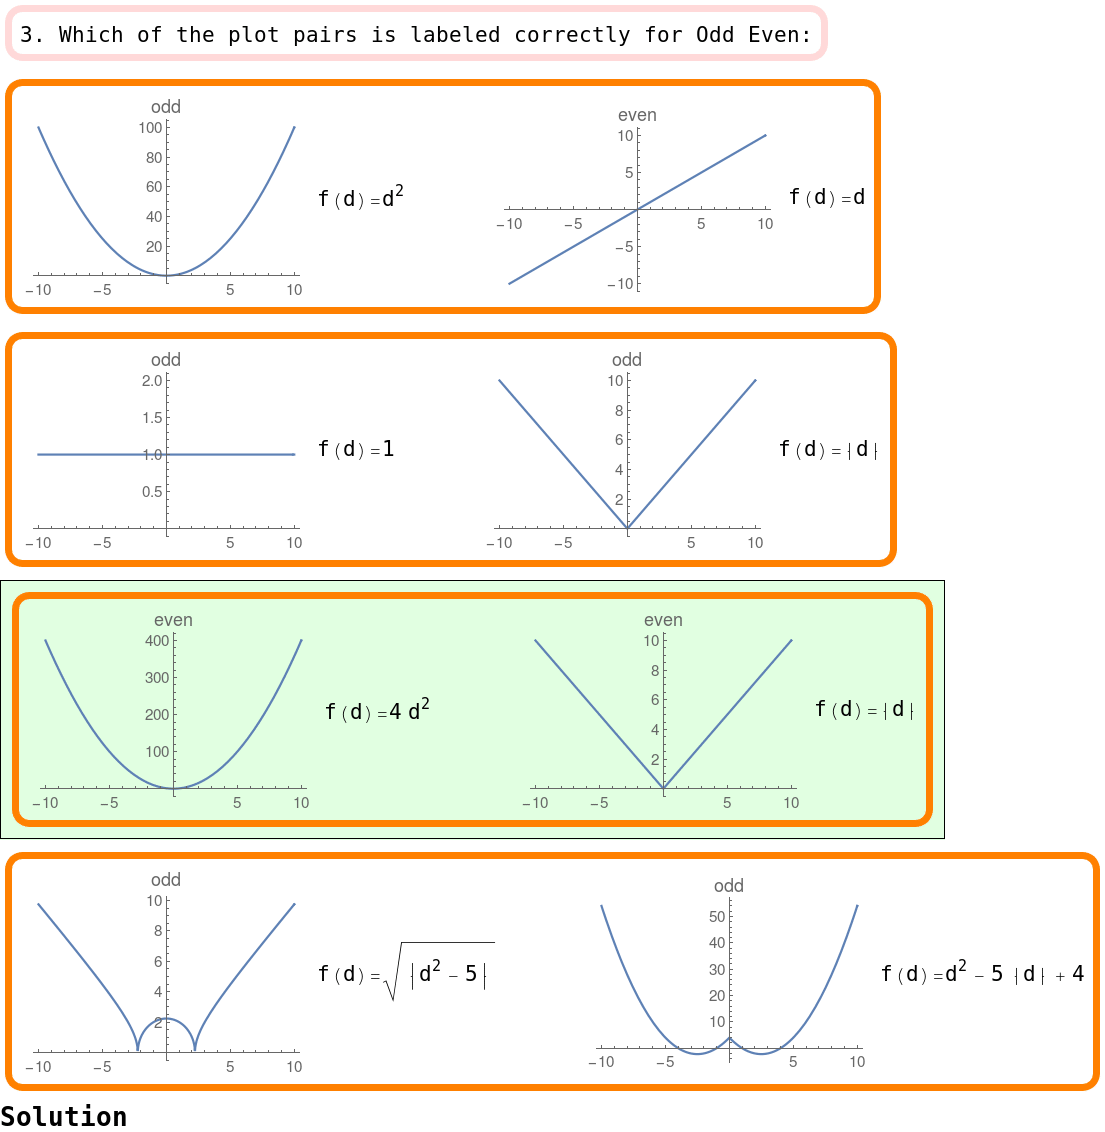 3. Which of the plot pairs is labeled correctly for Odd Even:
odd
100
80
60
40
20
−10 −5 5 10
f(d)=d²
even
10
5
−10 −5 5 10
−5
−10
f(d)=d
odd
2.0
1.5
1.0
0.5
−10 −5 5 10
f(d)=1
odd
10
8
6
4
2
−10 −5 5 10
f(d)=|d|
even
400
300
200
100
−10 −5 5 10
f(d)=4 d²
even
10
8
6
4
2
−10 −5 5 10
f(d)=|d|
odd
10
8
6
4
2
−10 −5 5 10
f(d)=√|d² − 5|
odd
50
40
30
20
10
−10 −5 5 10
f(d)=d² − 5 |d| + 4
Solution